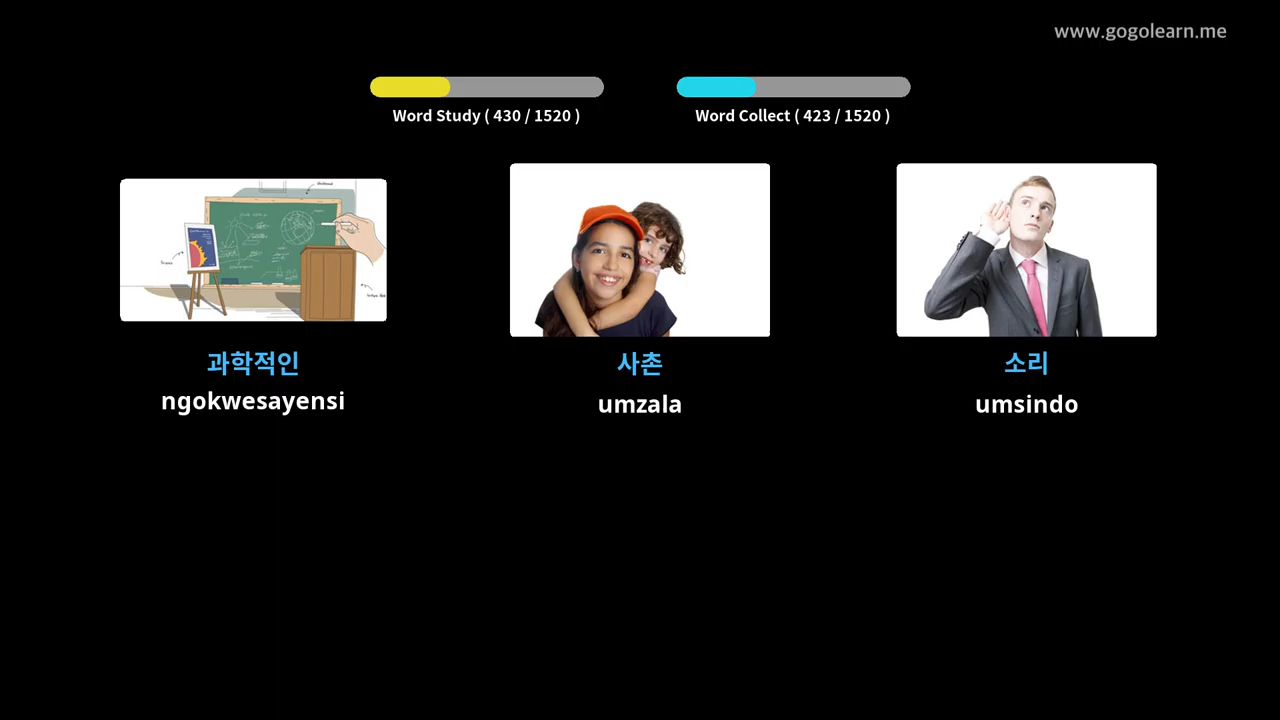 www.gogolearn.me
Word Study ( 430 / 1520 )
Word Collect ( 423 / 1520 )
과학적인
ngokwesayensi
사촌
umzala
소리
umsindo